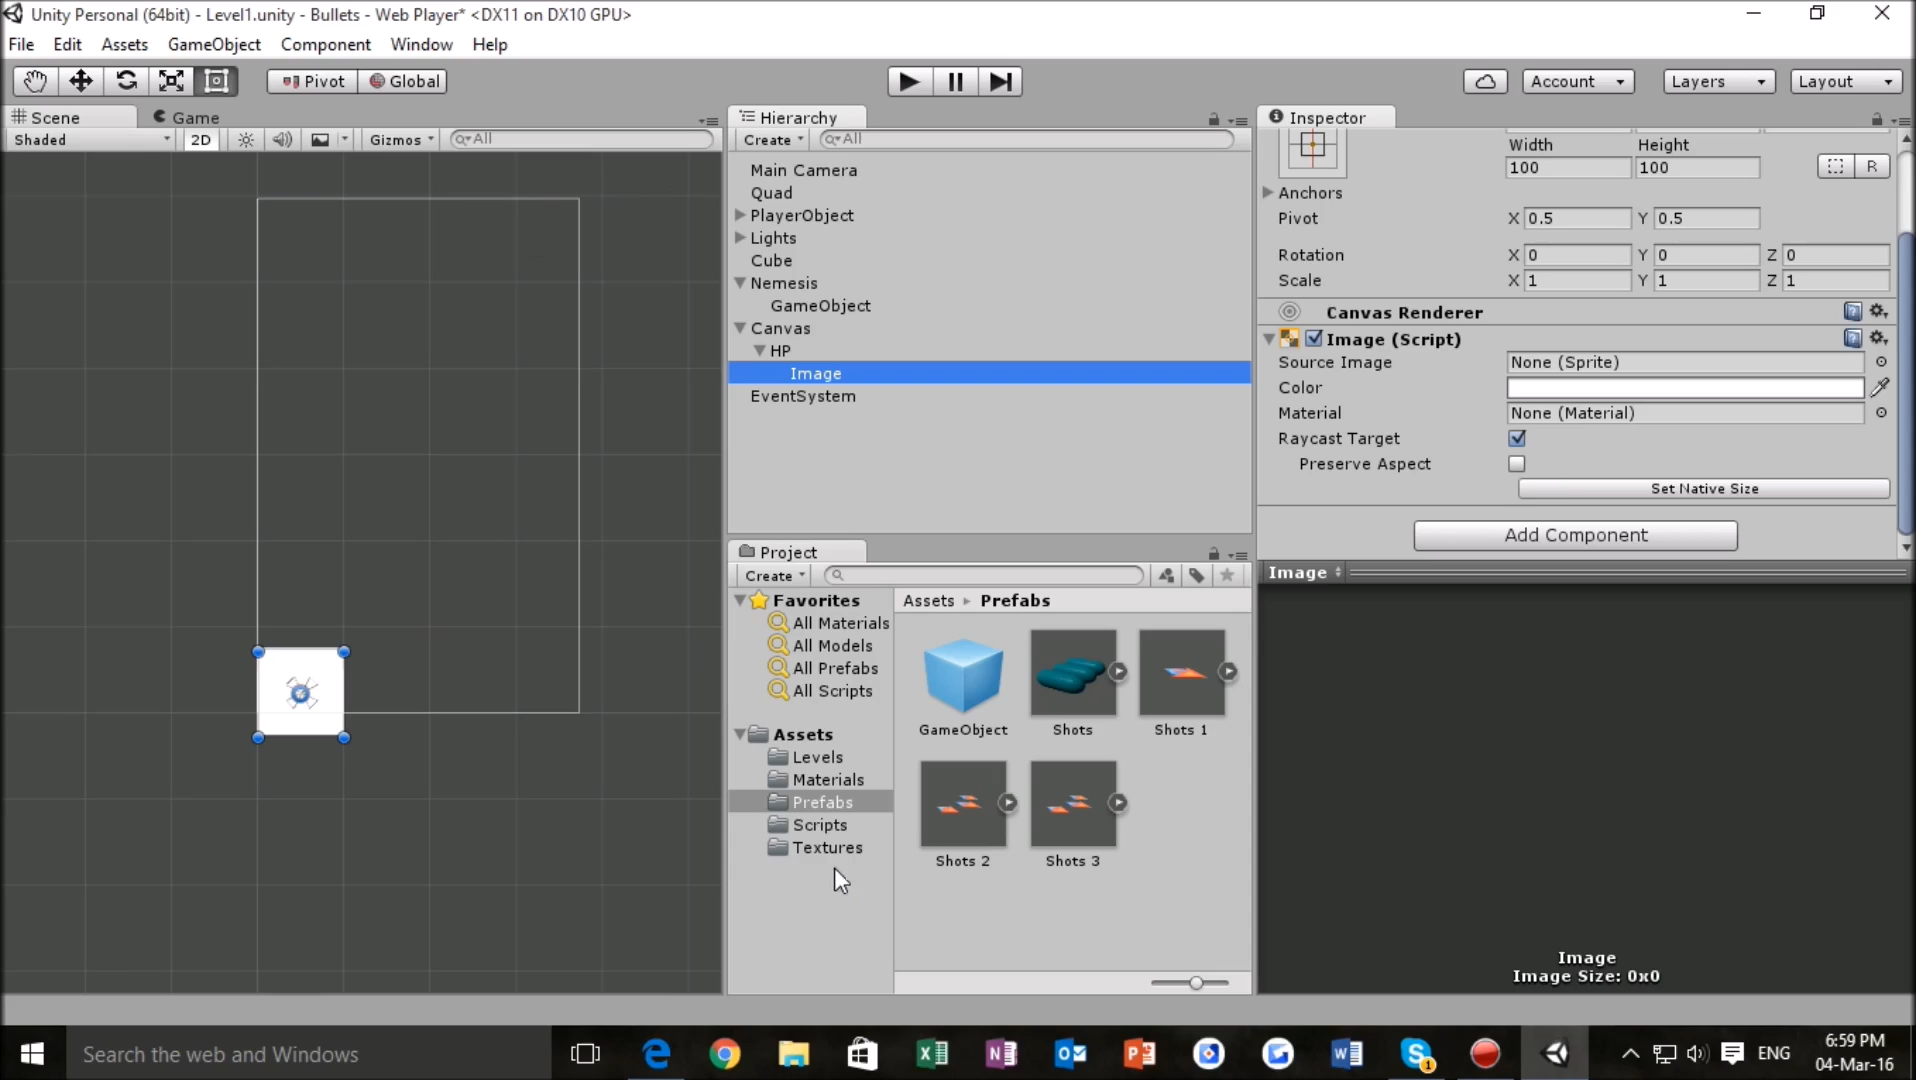 Unity Personal (64bit) - Level1.unity - Bullets - Web Player* <DX11 on DX10 GPU>
File Edit Assets GameObject Component Window Help
Pivot Global Account Layers Layout
Scene Game
Shaded 2D Gizmos All
Hierarchy
Create All
Main Camera
Quad
PlayerObject
Lights
Cube
Nemesis
GameObject
Canvas
HP
Image
EventSystem
Project
Create
Favorites
All Materials
All Models
All Prefabs
All Scripts
Assets
Levels
Materials
Prefabs
Scripts
Textures
Assets Prefabs
GameObject Shots Shots 1
Shots 2 Shots 3
Inspector
Width Height
100 100 R
Anchors
Pivot X 0.5 Y 0.5
Rotation X 0 Y 0 Z 0
Scale X 1 Y 1 Z 1
Canvas Renderer
Image (Script)
Source Image None (Sprite)
Color
Material None (Material)
Raycast Target
Preserve Aspect
Set Native Size
Add Component
Image
Image
Image Size: 0x0
Search the web and Windows
ENG
6:59 PM
04-Mar-16